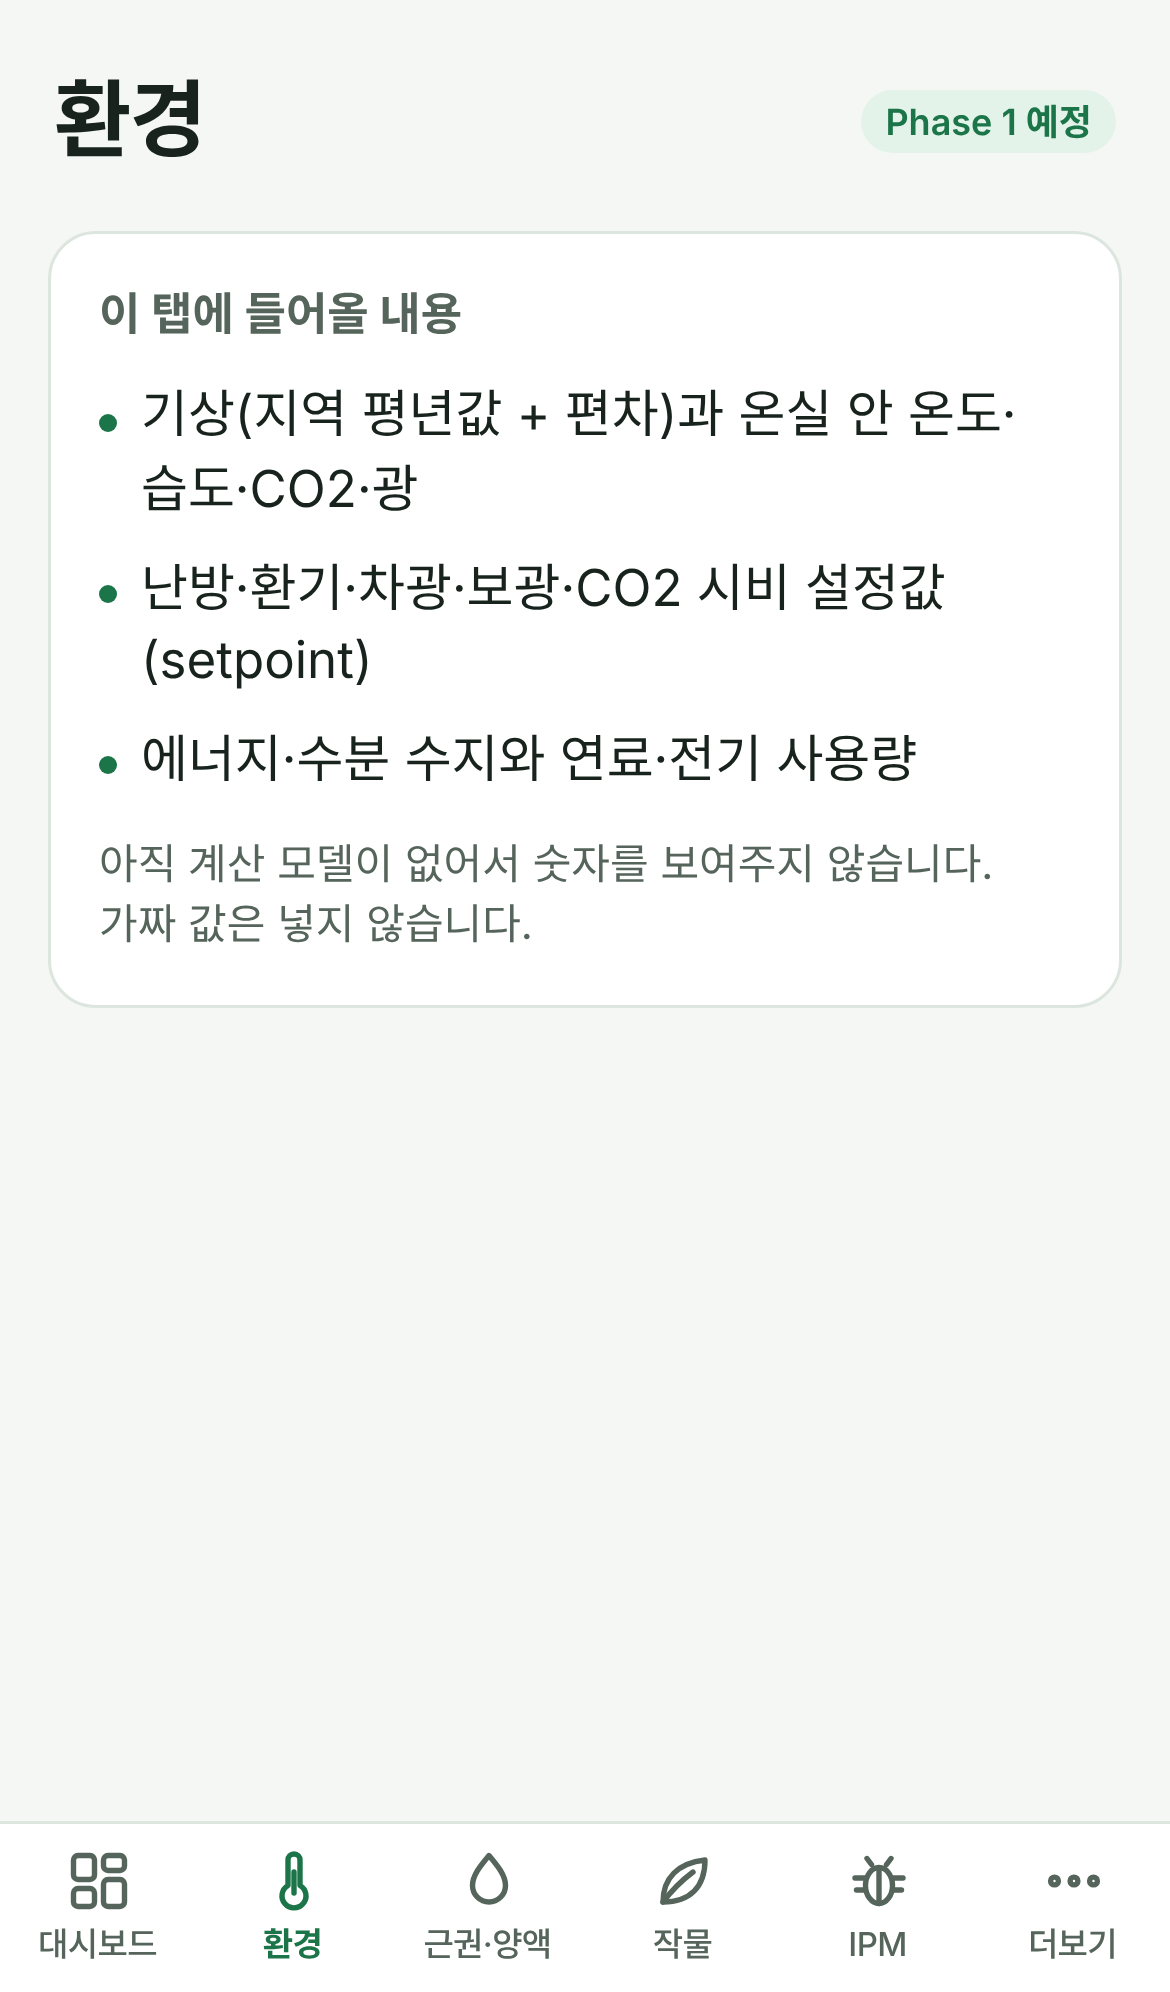 환경
Phase 1 예정
이 탭에 들어올 내용
기상(지역 평년값 + 편차)과 온실 안 온도·
습도·CO2·광
난방·환기·차광·보광·CO2 시비 설정값
(setpoint)
에너지·수분 수지와 연료·전기 사용량
아직 계산 모델이 없어서 숫자를 보여주지 않습니다.
가짜 값은 넣지 않습니다.
대시보드
환경
근권·양액
작물
IPM
더보기